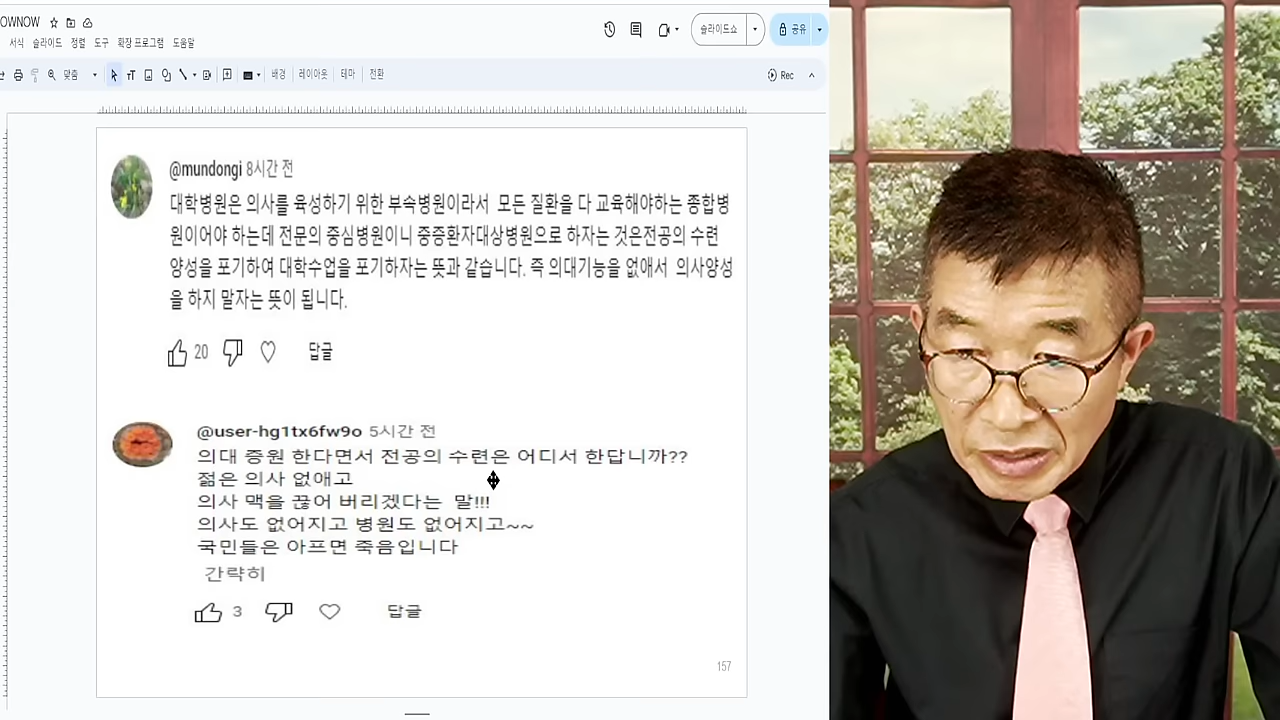 OWNOW
서식 슬라이드 정렬 도구 확장 프로그램 도움말
슬라이드쇼
공유
맞춤
배경 레이아웃 테마 전환
Rec
@mundongi 8시간 전
대학병원은 의사를 육성하기 위한 부속병원이라서 모든 질환을 다 교육해야하는 종합병
원이어야 하는데 전문의 중심병원이니 중증환자대상병원으로 하자는 것은전공의 수련
양성을 포기하여 대학수업을 포기하자는 뜻과 같습니다. 즉 의대기능을 없애서 의사양성
을 하지 말자는 뜻이 됩니다.
20
답글
@user-hg1tx6fw9o 5시간 전
의대 증원 한다면서 전공의 수련은 어디서 한답니까??
젊은 의사 없애고
의사 맥을 끊어 버리겠다는 말!!!
의사도 없어지고 병원도 없어지고~~
국민들은 아프면 죽음입니다
간략히
3
답글
157